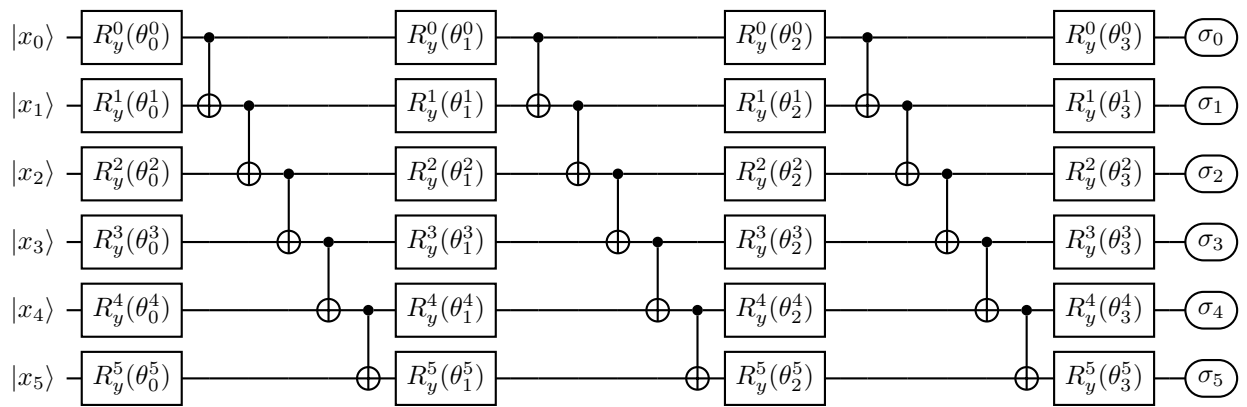 |x₀⟩ R_y^0(θ_0^0) R_y^0(θ_1^0) R_y^0(θ_2^0) R_y^0(θ_3^0) σ₀
|x₁⟩ R_y^1(θ_0^1) R_y^1(θ_1^1) R_y^1(θ_2^1) R_y^1(θ_3^1) σ₁
|x₂⟩ R_y^2(θ_0^2) R_y^2(θ_1^2) R_y^2(θ_2^2) R_y^2(θ_3^2) σ₂
|x₃⟩ R_y^3(θ_0^3) R_y^3(θ_1^3) R_y^3(θ_2^3) R_y^3(θ_3^3) σ₃
|x₄⟩ R_y^4(θ_0^4) R_y^4(θ_1^4) R_y^4(θ_2^4) R_y^4(θ_3^4) σ₄
|x₅⟩ R_y^5(θ_0^5) R_y^5(θ_1^5) R_y^5(θ_2^5) R_y^5(θ_3^5) σ₅